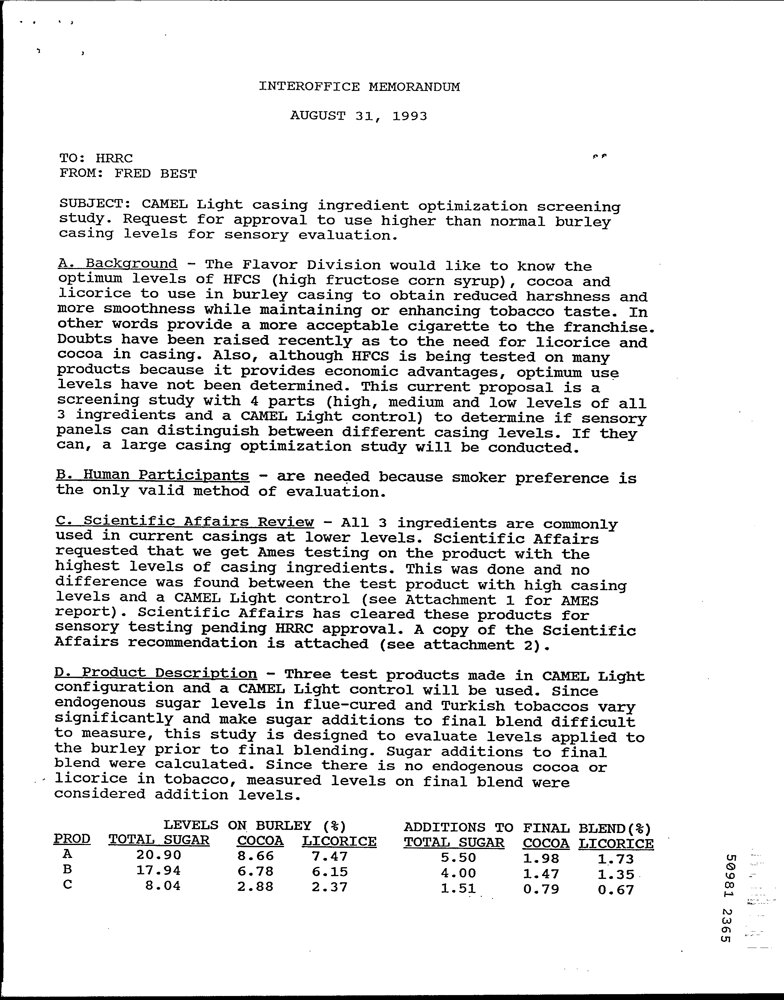 INTEROFFICE MEMORANDUM
AUGUST 31, 1993
TO: HRRC
FROM: FRED BEST
SUBJECT: CAMEL Light casing ingredient optimization screening
study. Request for approval to use higher than normal burley
casing levels for sensory evaluation.
A. Background - The Flavor Division would like to know the
optimum levels of HFCS (high fructose corn syrup), cocoa and
licorice to use in burley casing to obtain reduced harshness and
more smoothness while maintaining or enhancing tobacco taste. In
other words provide a more acceptable cigarette to the franchise.
Doubts have been raised recently as to the need for licorice and
cocoa in casing. Also, although HFCS is being tested on many
products because it provides economic advantages, optimum use
levels have not been determined. This current proposal is a
screening study with 4 parts (high, medium and low levels of all
3 ingredients and a CAMEL Light control) to determine if sensory
panels can distinguish between different casing levels. If they
can, a large casing optimization study will be conducted.
B. Human Participants - are needed because smoker preference is
the only valid method of evaluation.
C. Scientific Affairs Review - All 3 ingredients are commonly
used in current casings at lower levels. Scientific Affairs
requested that we get Ames testing on the product with the
highest levels of casing ingredients. This was done and no
difference was found between the test product with high casing
levels and a CAMEL Light control (see Attachment 1 for AMES
report). Scientific Affairs has cleared these products for
sensory testing pending HRRC approval. A copy of the Scientific
Affairs recommendation is attached (see attachment 2).
D. Product Description - Three test products made in CAMEL Light
configuration and a CAMEL Light control will be used. Since
endogenous sugar levels in flue-cured and Turkish tobaccos vary
significantly and make sugar additions to final blend difficult
to measure, this study is designed to evaluate levels applied to
the burley prior to final blending. Sugar additions to final
blend were calculated. Since there is no endogenous cocoa or
licorice in tobacco, measured levels on final blend were
considered addition levels.
LEVELS ON BURLEY (%) ADDITIONS TO FINAL BLEND(%)
PROD TOTAL SUGAR COCOA LICORICE TOTAL SUGAR COCOA LICORICE
A 20.90 8.66 7.47 5.50 1.98 1.73
B 17.94 6.78 6.15 4.00 1.47 1.35
C 8.04 2.88 2.37 1.51 0.79 0.67
50981 2365